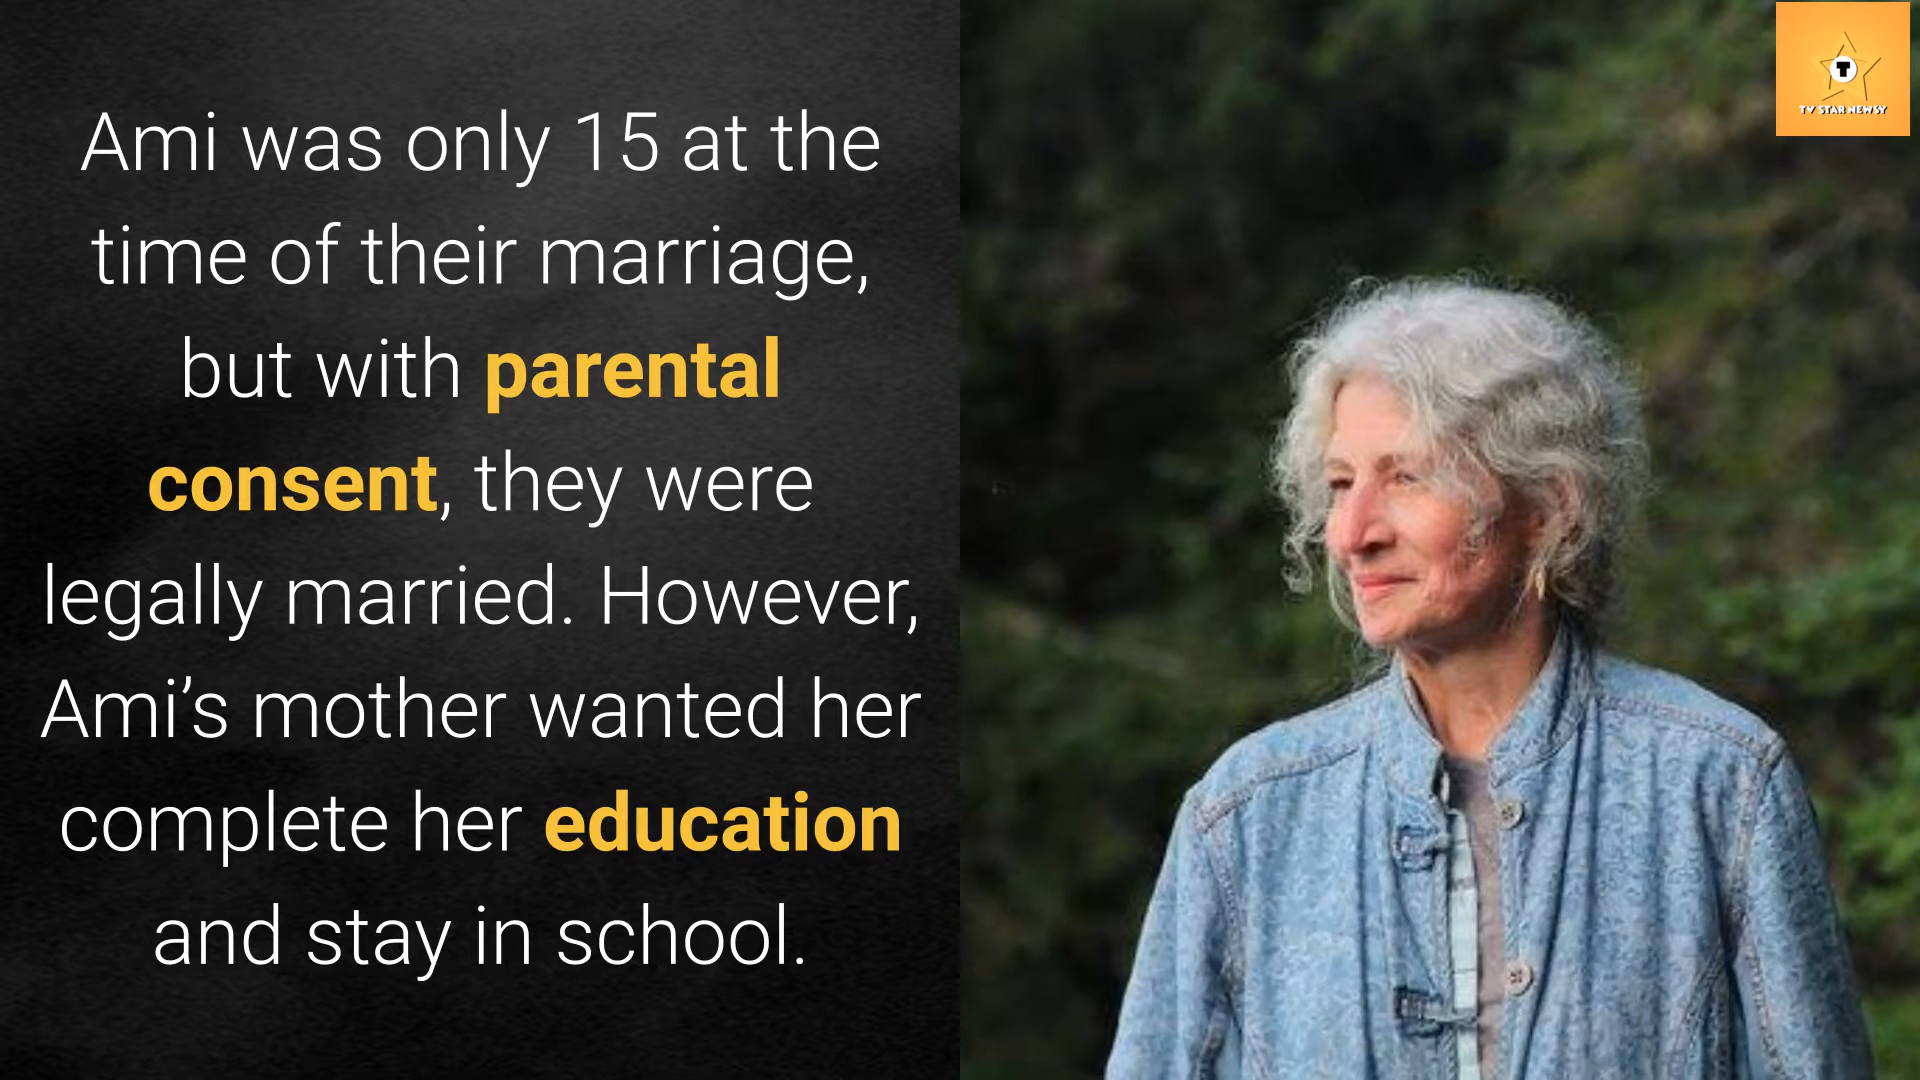 Ami was only 15 at the
time of their marriage,
but with parental
consent, they were
legally married. However,
Ami’s mother wanted her
complete her education
and stay in school.
T
TV STAR NEWSY